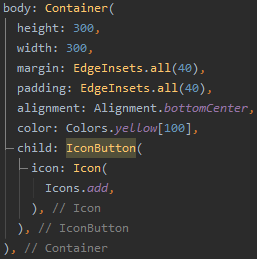 body: Container(
height: 300,
width: 300,
margin: EdgeInsets.all(40),
padding: EdgeInsets.all(40),
alignment: Alignment.bottomCenter,
color: Colors.yellow[100],
child: IconButton(
icon: Icon(
Icons.add,
), // Icon
), // IconButton
), // Container